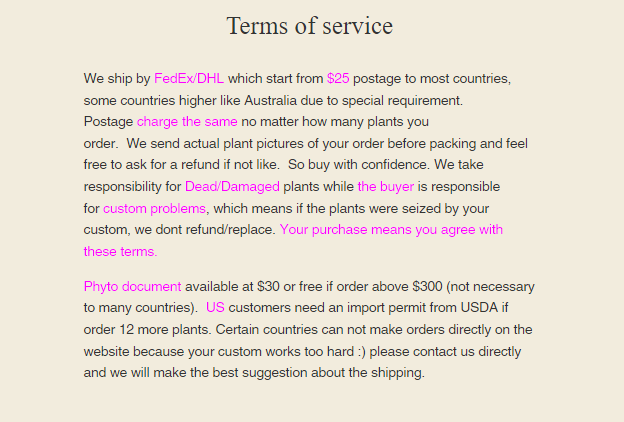 Terms of service
We ship by FedEx/DHL which start from $25 postage to most countries,
some countries higher like Australia due to special requirement.
Postage charge the same no matter how many plants you
order.  We send actual plant pictures of your order before packing and feel
free to ask for a refund if not like.  So buy with confidence. We take
responsibility for Dead/Damaged plants while the buyer is responsible
for custom problems, which means if the plants were seized by your
custom, we dont refund/replace. Your purchase means you agree with
these terms.
Phyto document available at $30 or free if order above $300 (not necessary
to many countries).  US customers need an import permit from USDA if
order 12 more plants. Certain countries can not make orders directly on the
website because your custom works too hard :) please contact us directly
and we will make the best suggestion about the shipping.